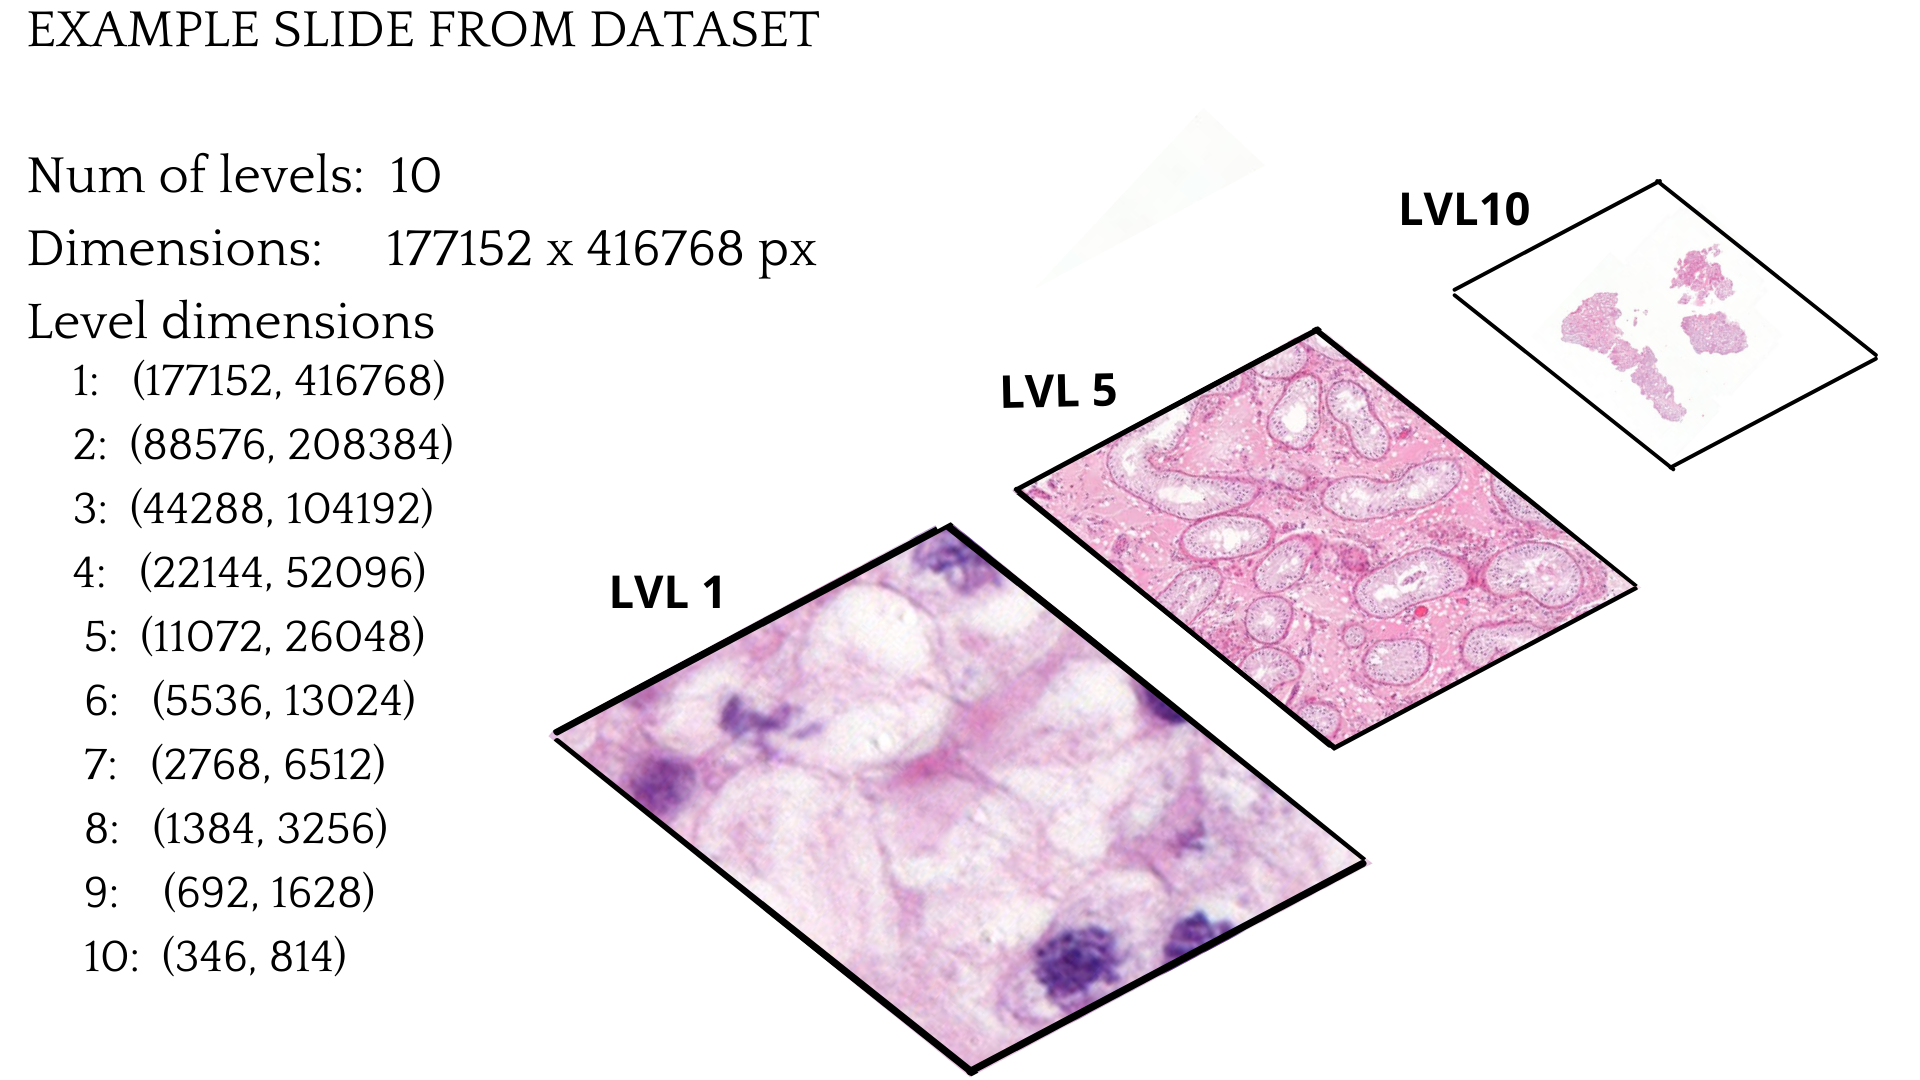 EXAMPLE SLIDE FROM DATASET
Num of levels: 10
Dimensions: 177152 x 416768 px
Level dimensions
1: (177152, 416768)
2: (88576, 208384)
3: (44288, 104192)
4: (22144, 52096)
5: (11072, 26048)
6: (5536, 13024)
7: (2768, 6512)
8: (1384, 3256)
9: (692, 1628)
10: (346, 814)
LVL 1
LVL 5
LVL10